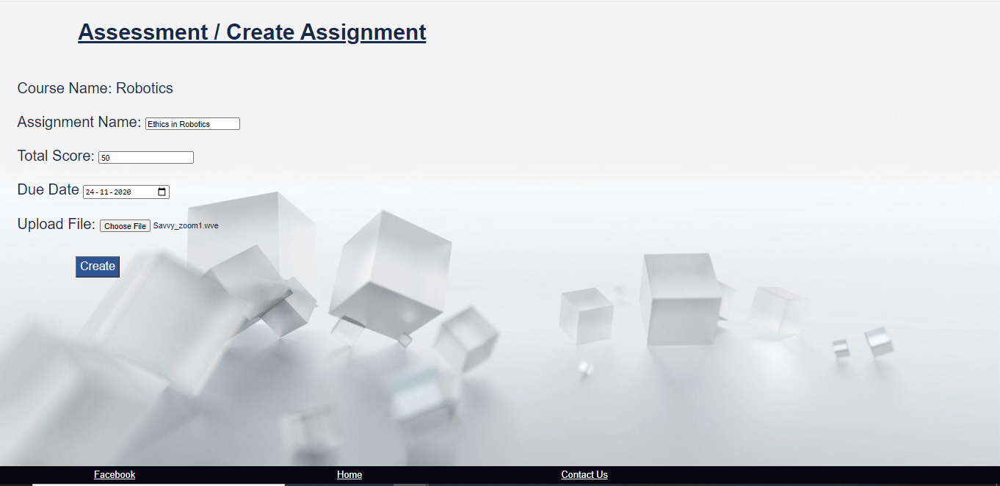 Assessment / Create Assignment
Course Name: Robotics
Assignment Name: Ethics in Robotics
Total Score: 50
Due Date 24-11-2020
Upload File: Choose File Savvy_zoom1.wve
Create
Facebook Home Contact Us